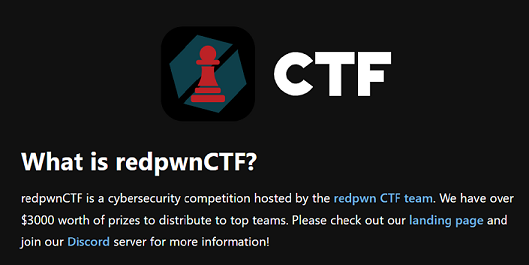 CTF
What is redpwnCTF?
redpwnCTF is a cybersecurity competition hosted by the redpwn CTF team. We have over
$3000 worth of prizes to distribute to top teams. Please check out our landing page and
join our Discord server for more information!